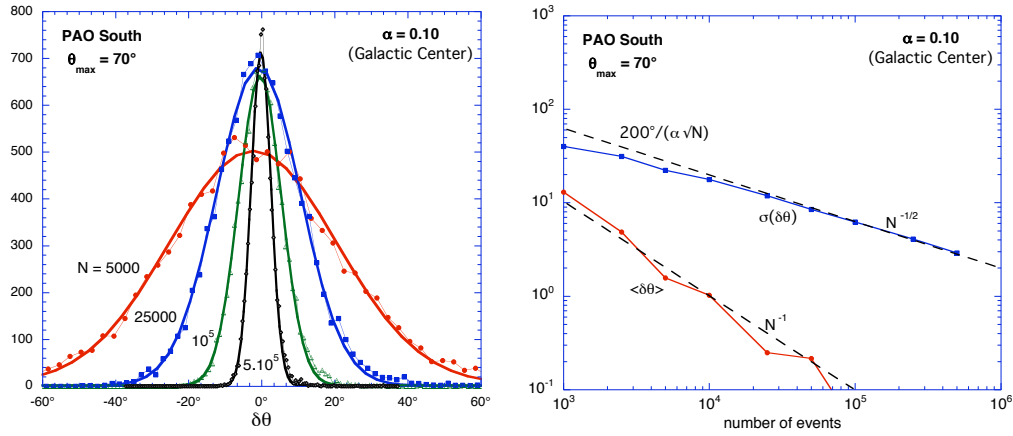 PAO South
θmax = 70°
α = 0.10
(Galactic Center)
800
700
600
500
400
300
200
100
0
N = 5000
25000
10^5
5.10^5
-60
-40
-20
0
20
40
60
δθ
PAO South
θmax = 70°
α = 0.10
(Galactic Center)
10^3
10^2
10^1
10^0
10^-1
200°/(α√N)
σ(δθ)
N^-1/2
<δθ>
N^-1
10^3
10^4
10^5
10^6
number of events